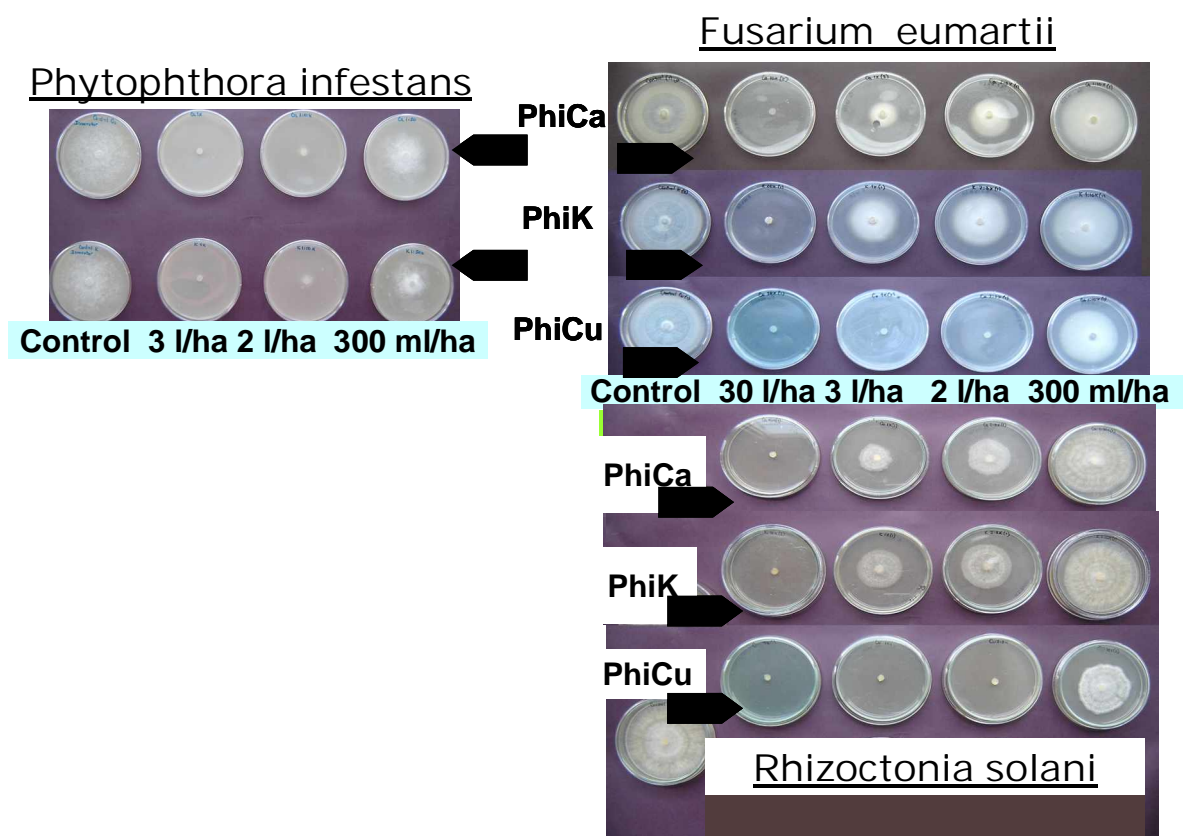 Phytophthora infestans
Control 3 l/ha 2 l/ha 300 ml/ha
Fusarium eumartii
PhiCa
PhiK
PhiCu
Control 30 l/ha 3 l/ha 2 l/ha 300 ml/ha
PhiCa
PhiK
PhiCu
Rhizoctonia solani